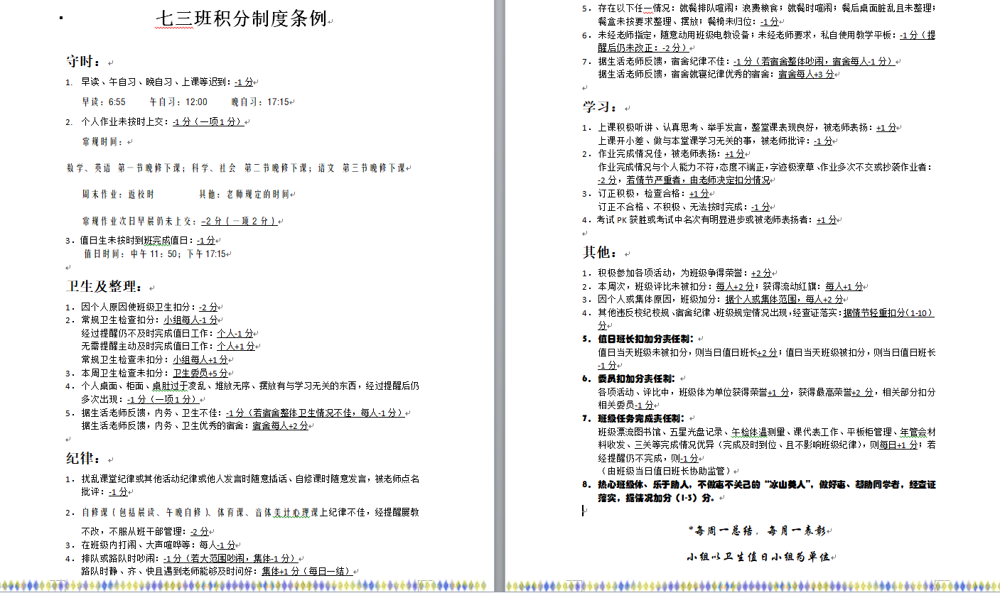 七三班积分制度条例
守时：
1. 早读、午自习、晚自习、上课等迟到：-1 分
早读：6:55 午自习：12:00 晚自习：17:15
2. 个人作业未按时上交：-1 分（一项 1 分）
常规时间：
数学、英语 第一节晚修下课；科学、社会 第二节晚修下课；语文 第三节晚修下课
周末作业：返校时 其他：老师规定的时间
常规作业次日早晨仍未上交：-2 分（一项 2 分）
3．值日生未按时到班完成值日：-1 分
值日时间：中午 11：50；下午 17:15
卫生及整理：
1. 因个人原因使班级卫生扣分：-2 分
2. 常规卫生检查扣分：小组每人-1 分
经过提醒仍不及时完成值日工作：个人-1 分
无需提醒主动及时完成值日工作：个人+1 分
常规卫生检查未扣分：小组每人+1 分
3. 本周卫生检查未扣分：卫生委员+5 分
4. 个人桌面、柜面、桌肚过于凌乱、堆放无序、摆放有与学习无关的东西，经过提醒后仍
多次出现：-1 分（一项 1 分）
5. 据生活老师反馈，内务、卫生不佳：-1 分（若宿舍整体卫生情况不佳，每人-1 分）
据生活老师反馈，内务、卫生优秀的宿舍：宿舍每人+2 分
纪律：
1. 扰乱课堂纪律或其他活动纪律或他人发言时随意插话、自修课时随意发言，被老师点名
批评：-1 分
2. 自修课（包括晨读、午晚自修）、体育课、音体美计心理课上纪律不佳，经提醒屡教
不改，不服从班干部管理：-2 分
3. 在班级内打闹、大声喧哗等：每人-1 分
4. 排队或路队时吵闹：-1 分（若大范围吵闹，集体-1 分）
路队时静、齐、快且遇到老师能够及时问好：集体+1 分（每日一结）
5. 存在以下任一情况：就餐排队喧闹；浪费粮食；就餐时喧闹；餐后桌面脏乱且未整理；
餐盒未按要求整理、摆放；餐椅未归位：-1 分
6. 未经老师指定，随意动用班级电教设备；未经老师要求，私自使用教学平板：-1 分（提
醒后仍未改正：-2 分）
7. 据生活老师反馈，宿舍纪律不佳：-1 分（若宿舍整体吵闹，宿舍每人-1 分）
据生活老师反馈，宿舍就寝纪律优秀的宿舍：宿舍每人+3 分
学习：
1. 上课积极听讲、认真思考、举手发言，整堂课表现良好，被老师表扬：+1 分
上课开小差、做与本堂课学习无关的事，被老师批评：-1 分
2. 作业完成情况佳，被老师表扬：+1 分
作业完成情况与个人能力不符，态度不端正，字迹极潦草、作业多次不交或抄袭作业者：
-2 分，若情节严重者，由老师决定扣分情况
3. 订正积极，检查合格：+1 分
订正不合格、不积极、无法按时完成：-1 分
4．考试 PK 获胜或考试中名次有明显进步或被老师表扬者：+1 分
其他：
1. 积极参加各项活动，为班级争得荣誉：+2 分
2. 本周次，班级评比未被扣分：每人+2 分；获得流动红旗：每人+1 分
3. 因个人或集体原因，班级加分：据个人或集体范围，每人+2 分
4. 其他违反校纪校规、宿舍纪律、班级规定情况出现，经查证落实：据情节轻重扣分（1-10）
分
5. 值日班长扣加分责任制：
值日当天班级未被扣分，则当日值日班长+2 分；值日当天班级被扣分，则当日值日班长
-1 分
6. 委员扣加分责任制：
各项活动、评比中，班级体为单位获得荣誉+1 分，获得最高荣誉+2 分，相关部分扣分
相关委员-1 分
7. 班级任务完成责任制：
班级漂流图书馆、五星光盘记录、午检体温测量、课代表工作、平板柜管理、年管会材
料收发、三关等完成情况优异（完成及时到位、且不影响班级纪律），则每日+1 分；若
经提醒仍不完成，则-1 分
（由班级当日值日班长协助监管）
8. 热心班级体、乐于助人，不做事不关己的“冰山美人”，做好事、帮助同学者，经查证
落实，据情况加分（1-3）分。
*每周一总结，每月一表彰
小组以卫生值日小组为单位